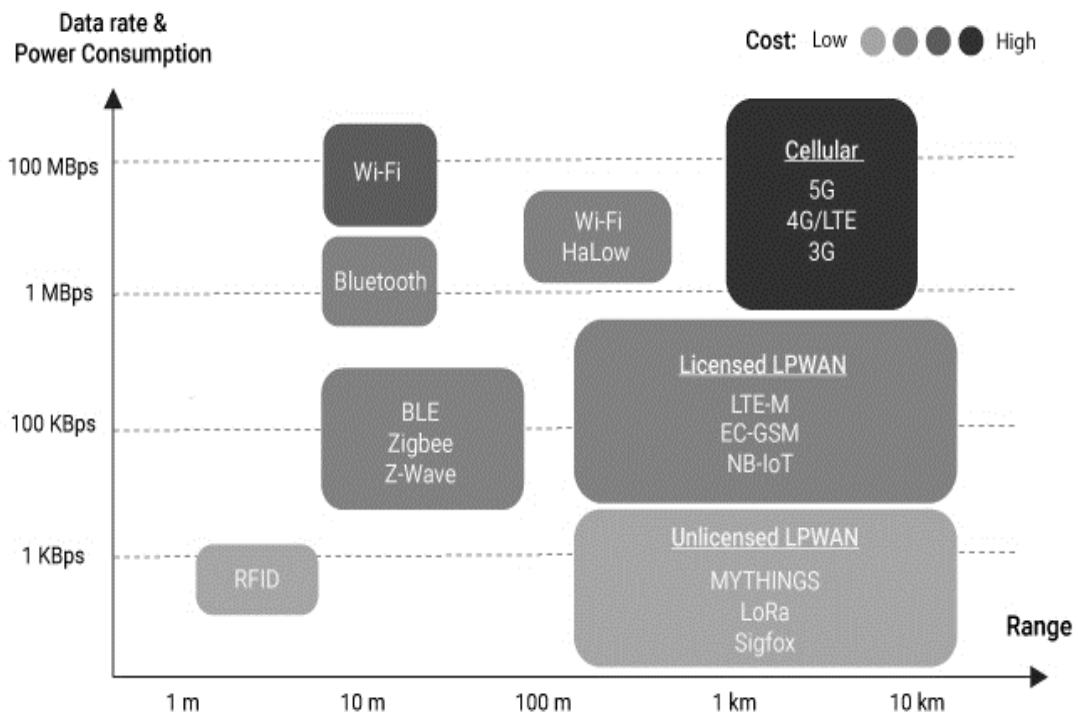 Data rate &
Power Consumption
Cost: Low High
100 MBps
Wi-Fi
Cellular
5G
4G/LTE
3G
Wi-Fi
HaLow
Bluetooth
1 MBps
Licensed LPWAN
LTE-M
EC-GSM
NB-IoT
BLE
Zigbee
Z-Wave
100 KBps
Unlicensed LPWAN
MYTHINGS
LoRa
Sigfox
1 KBps
RFID
Range
1 m 10 m 100 m 1 km 10 km